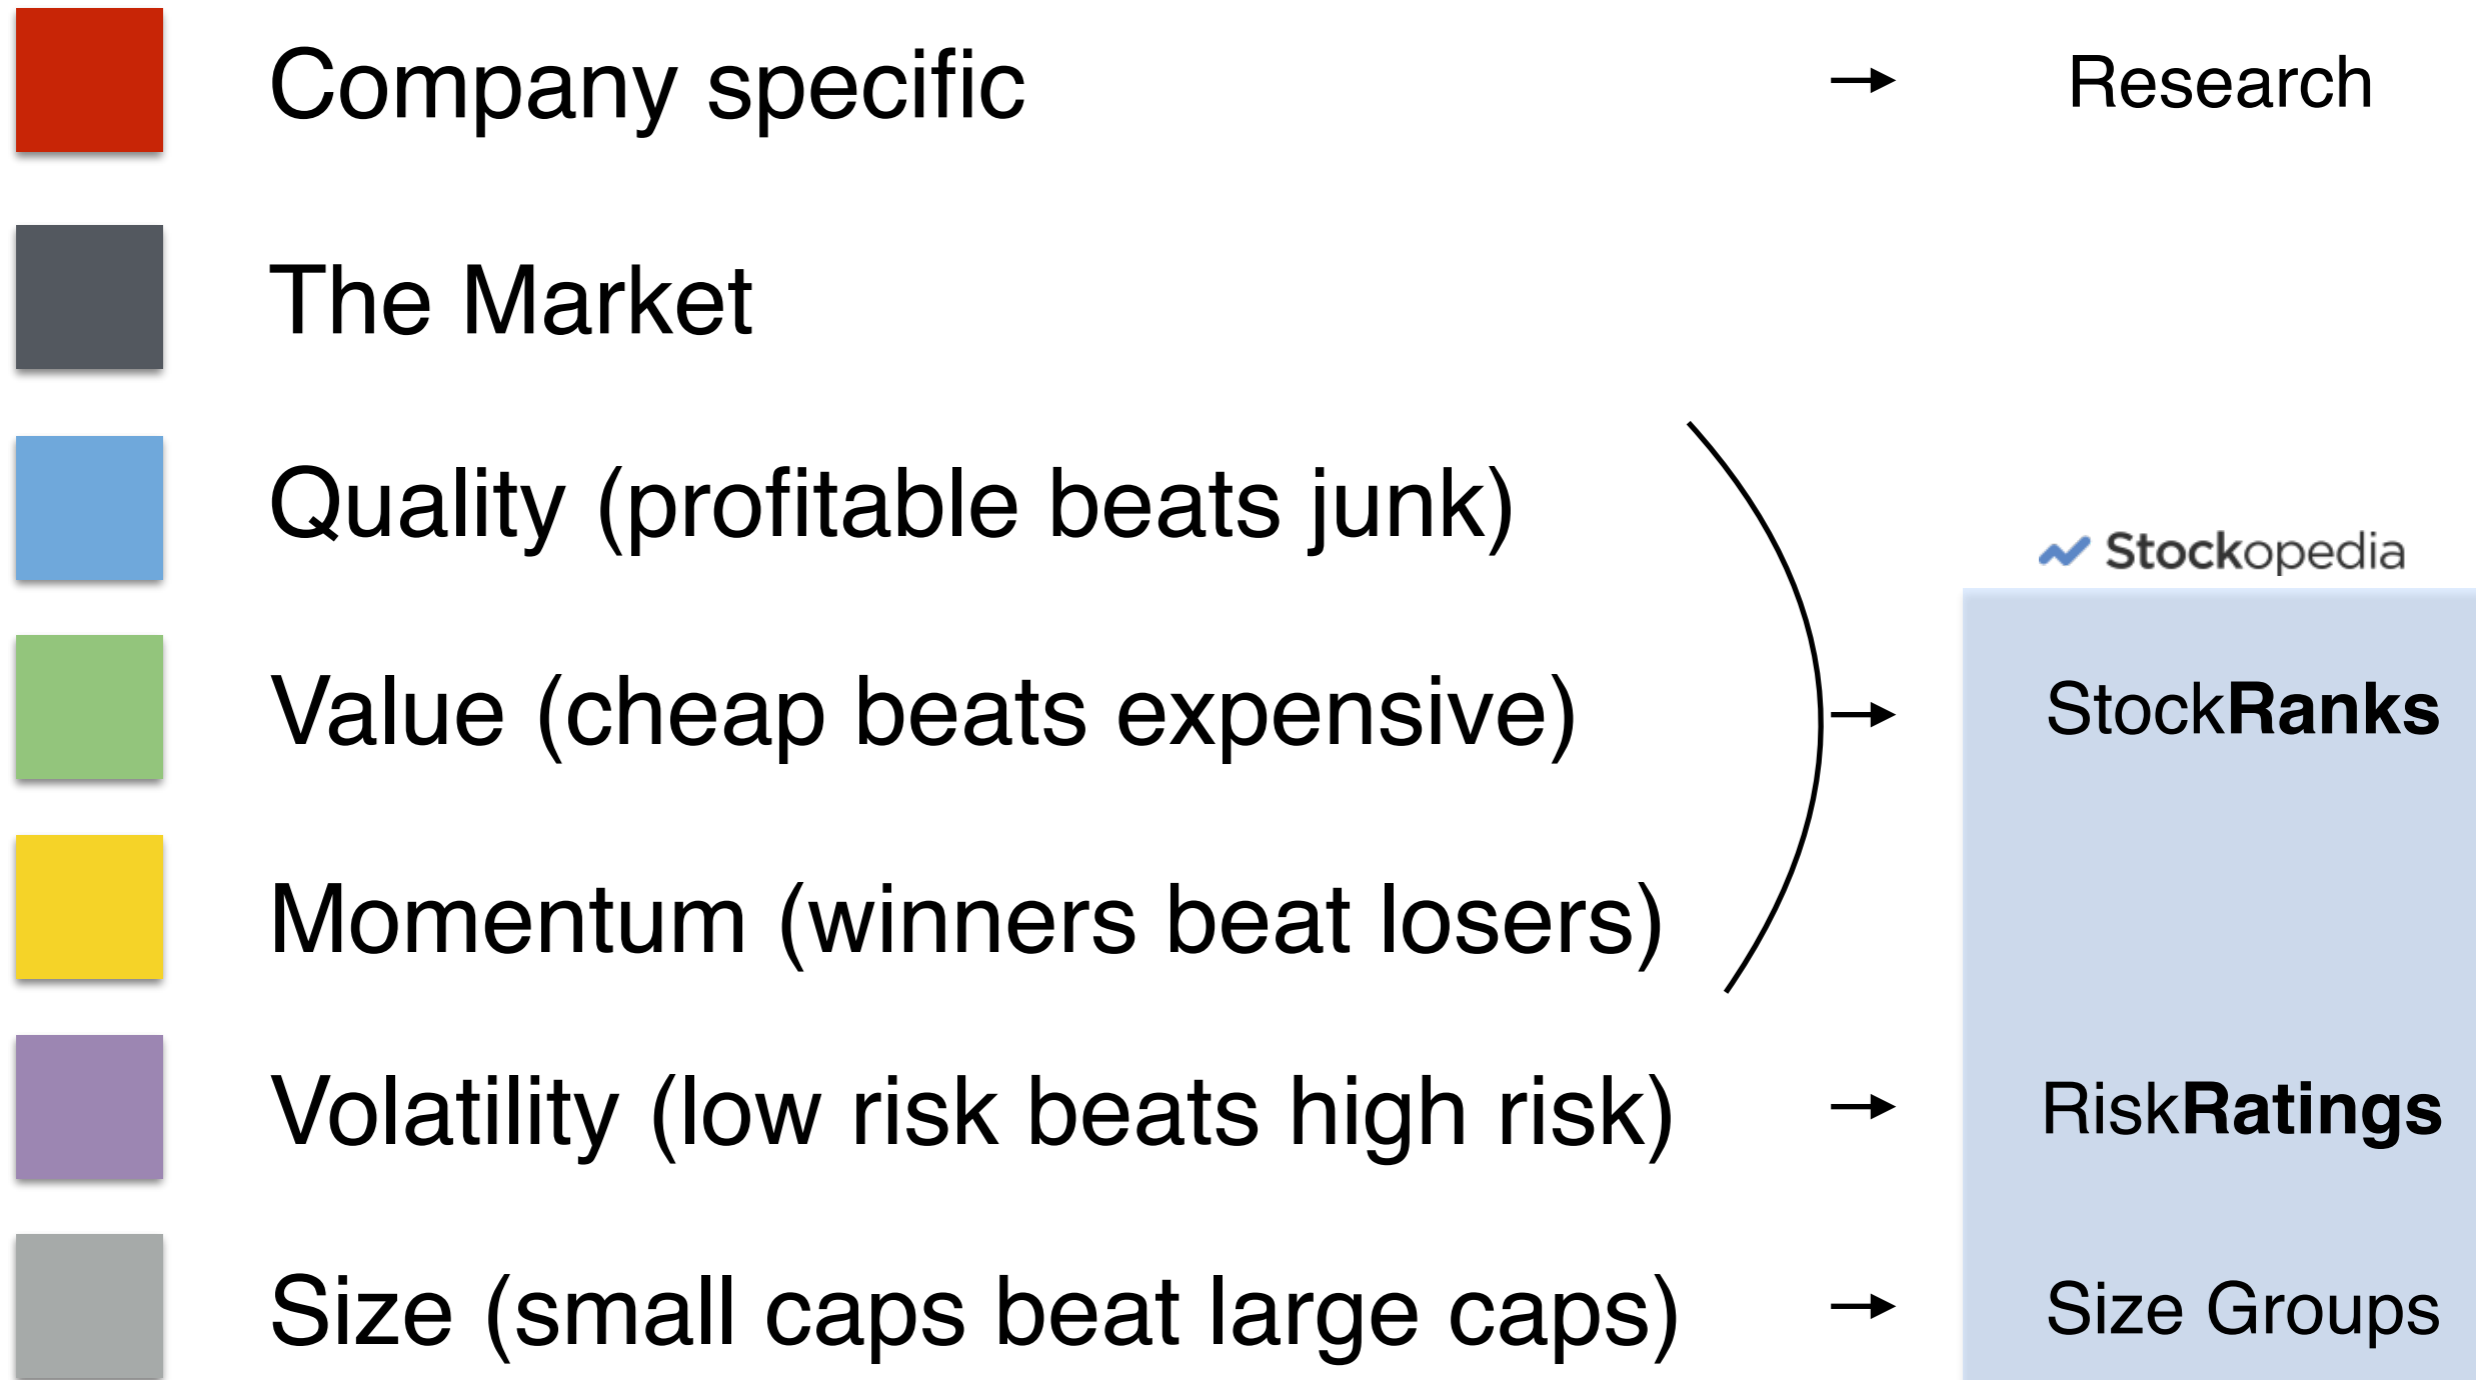 Company specific → Research
The Market
Quality (profitable beats junk)
Stockopedia
Value (cheap beats expensive) → StockRanks
Momentum (winners beat losers)
Volatility (low risk beats high risk) → RiskRatings
Size (small caps beat large caps) → Size Groups